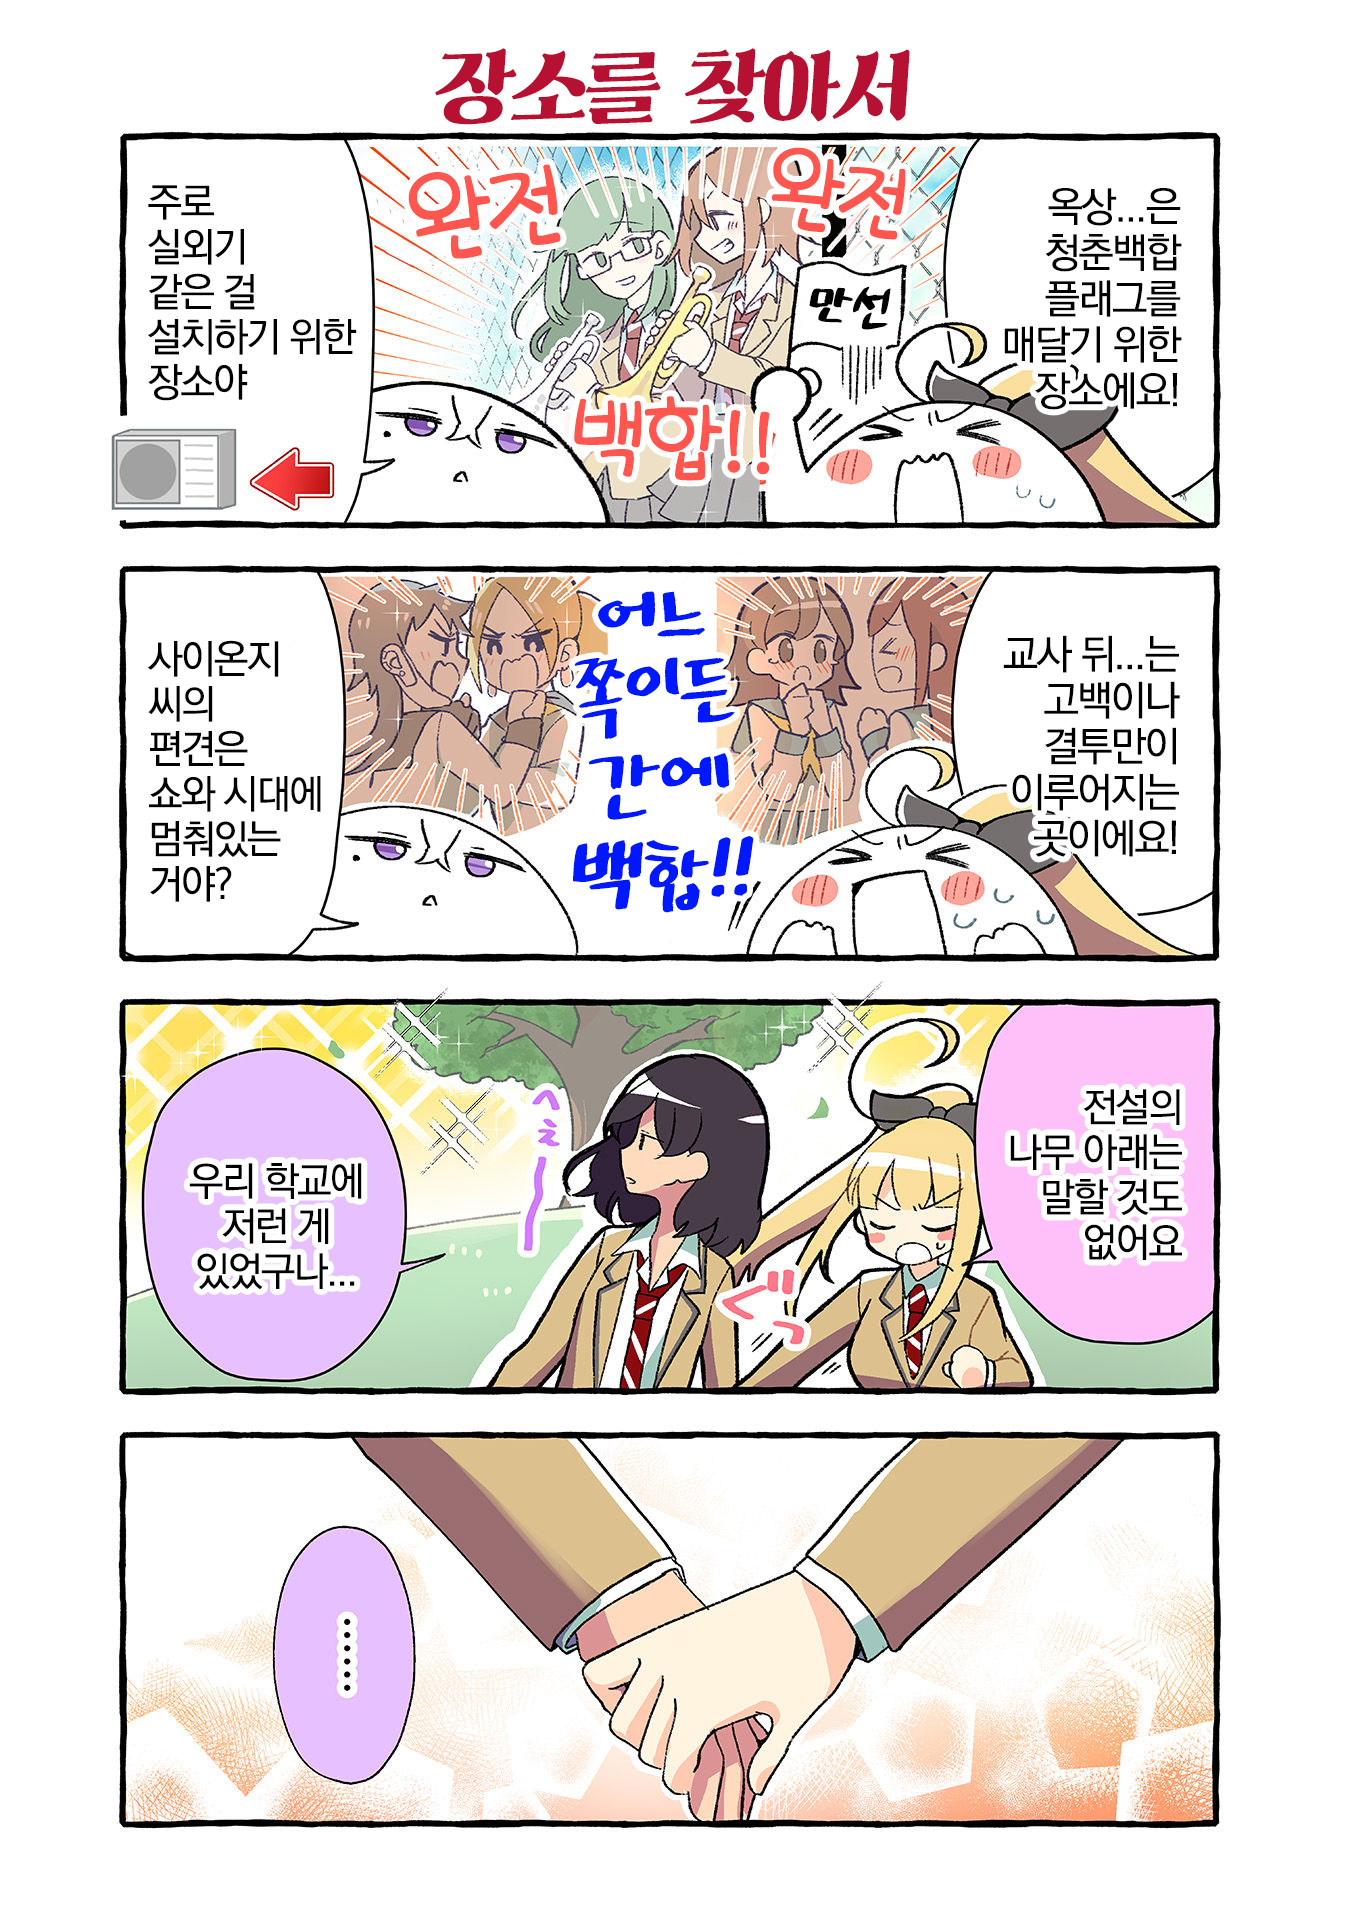 장소를 찾아서
옥상...은
청춘백합
플래그를
매달기 위한
장소에요!
완전
만선
완전
백합!!
주로
실외기
같은 걸
설치하기 위한
장소야
교사 뒤...는
고백이나
결투만이
이루어지는
곳이에요!
어느
쪽이든
간에
백합!!
사이온지
씨의
편견은
쇼와 시대에
멈춰있는
거야?
전설의
나무 아래는
말할 것도
없어요
ぐっ
へぇー
우리 학교에
저런 게
있었구나...
……